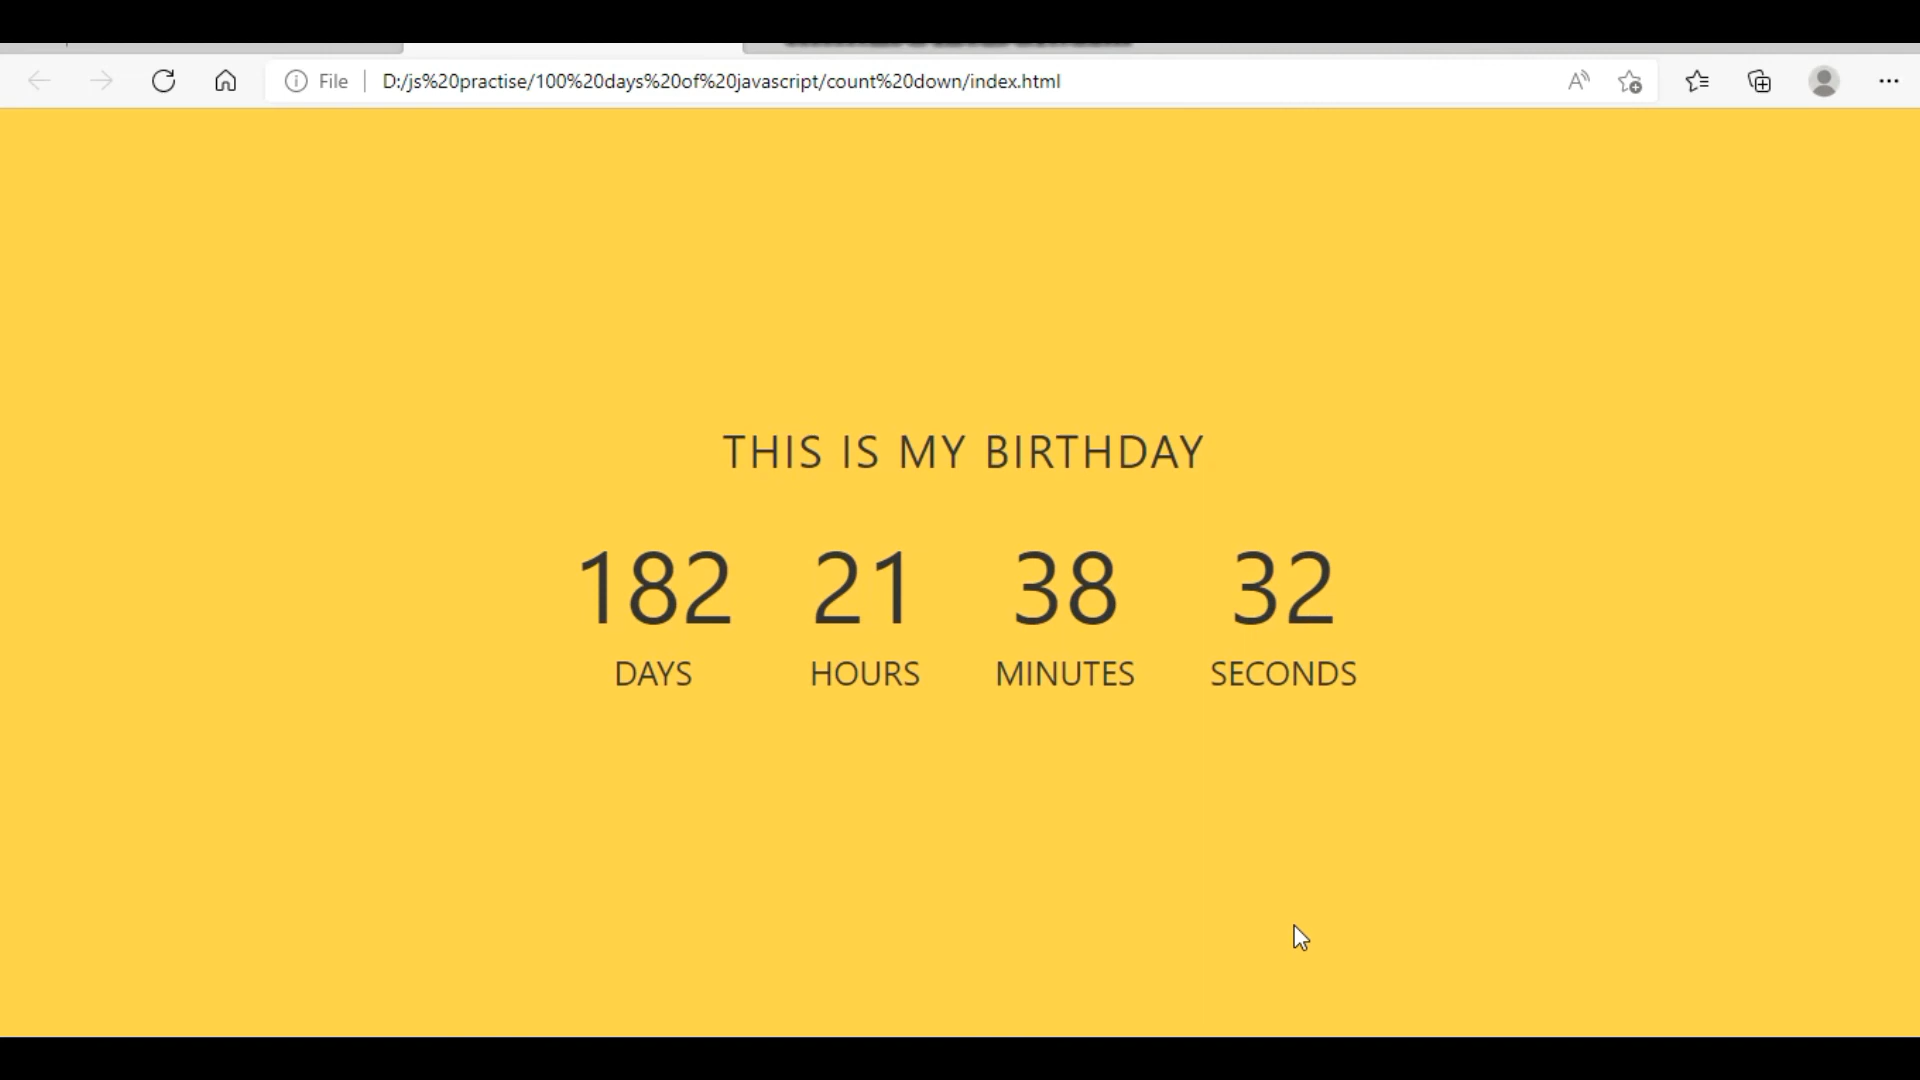 File D:/js%20practise/100%20days%20of%20javascript/count%20down/index.html
THIS IS MY BIRTHDAY
182 21 38 32
DAYS HOURS MINUTES SECONDS